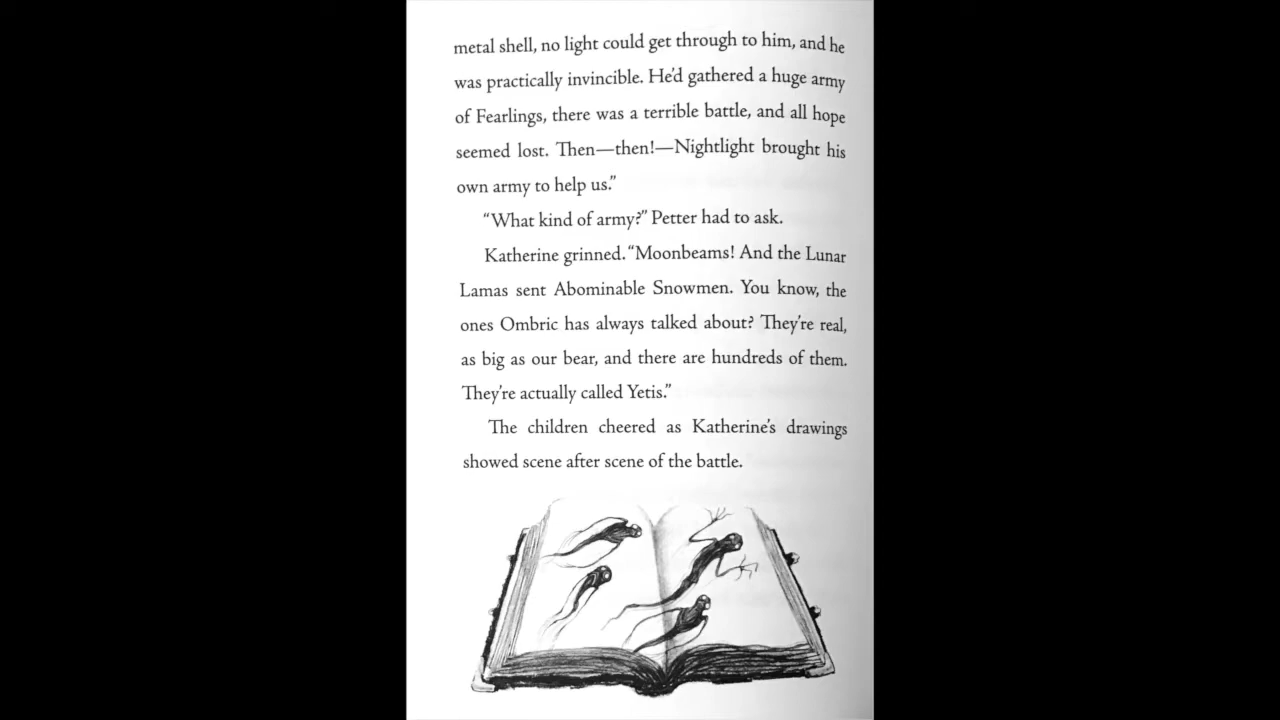 metal shell, no light could get through to him, and he
was practically invincible. He’d gathered a huge army
of Fearlings, there was a terrible battle, and all hope
seemed lost. Then—then!—Nightlight brought his
own army to help us.”
“What kind of army?” Petter had to ask.
Katherine grinned. “Moonbeams! And the Lunar
Lamas sent Abominable Snowmen. You know, the
ones Ombric has always talked about? They’re real,
as big as our bear, and there are hundreds of them.
They’re actually called Yetis.”
The children cheered as Katherine’s drawings
showed scene after scene of the battle.